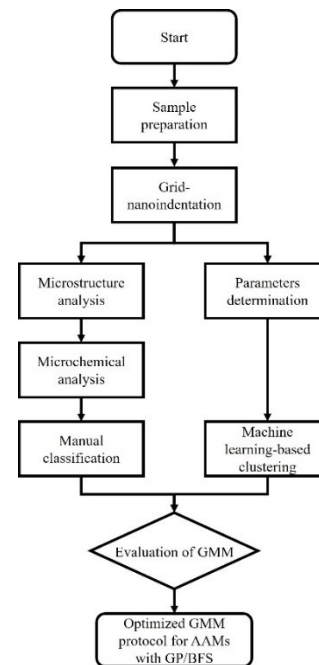 Start
Sample
preparation
Grid-
nanoindentation
Microstructure
analysis
Parameters
determination
Microchemical
analysis
Manual
classification
Machine
learning-based
clustering
Evaluation of GMM
Optimized GMM
protocol for AAMs
with GP/BFS